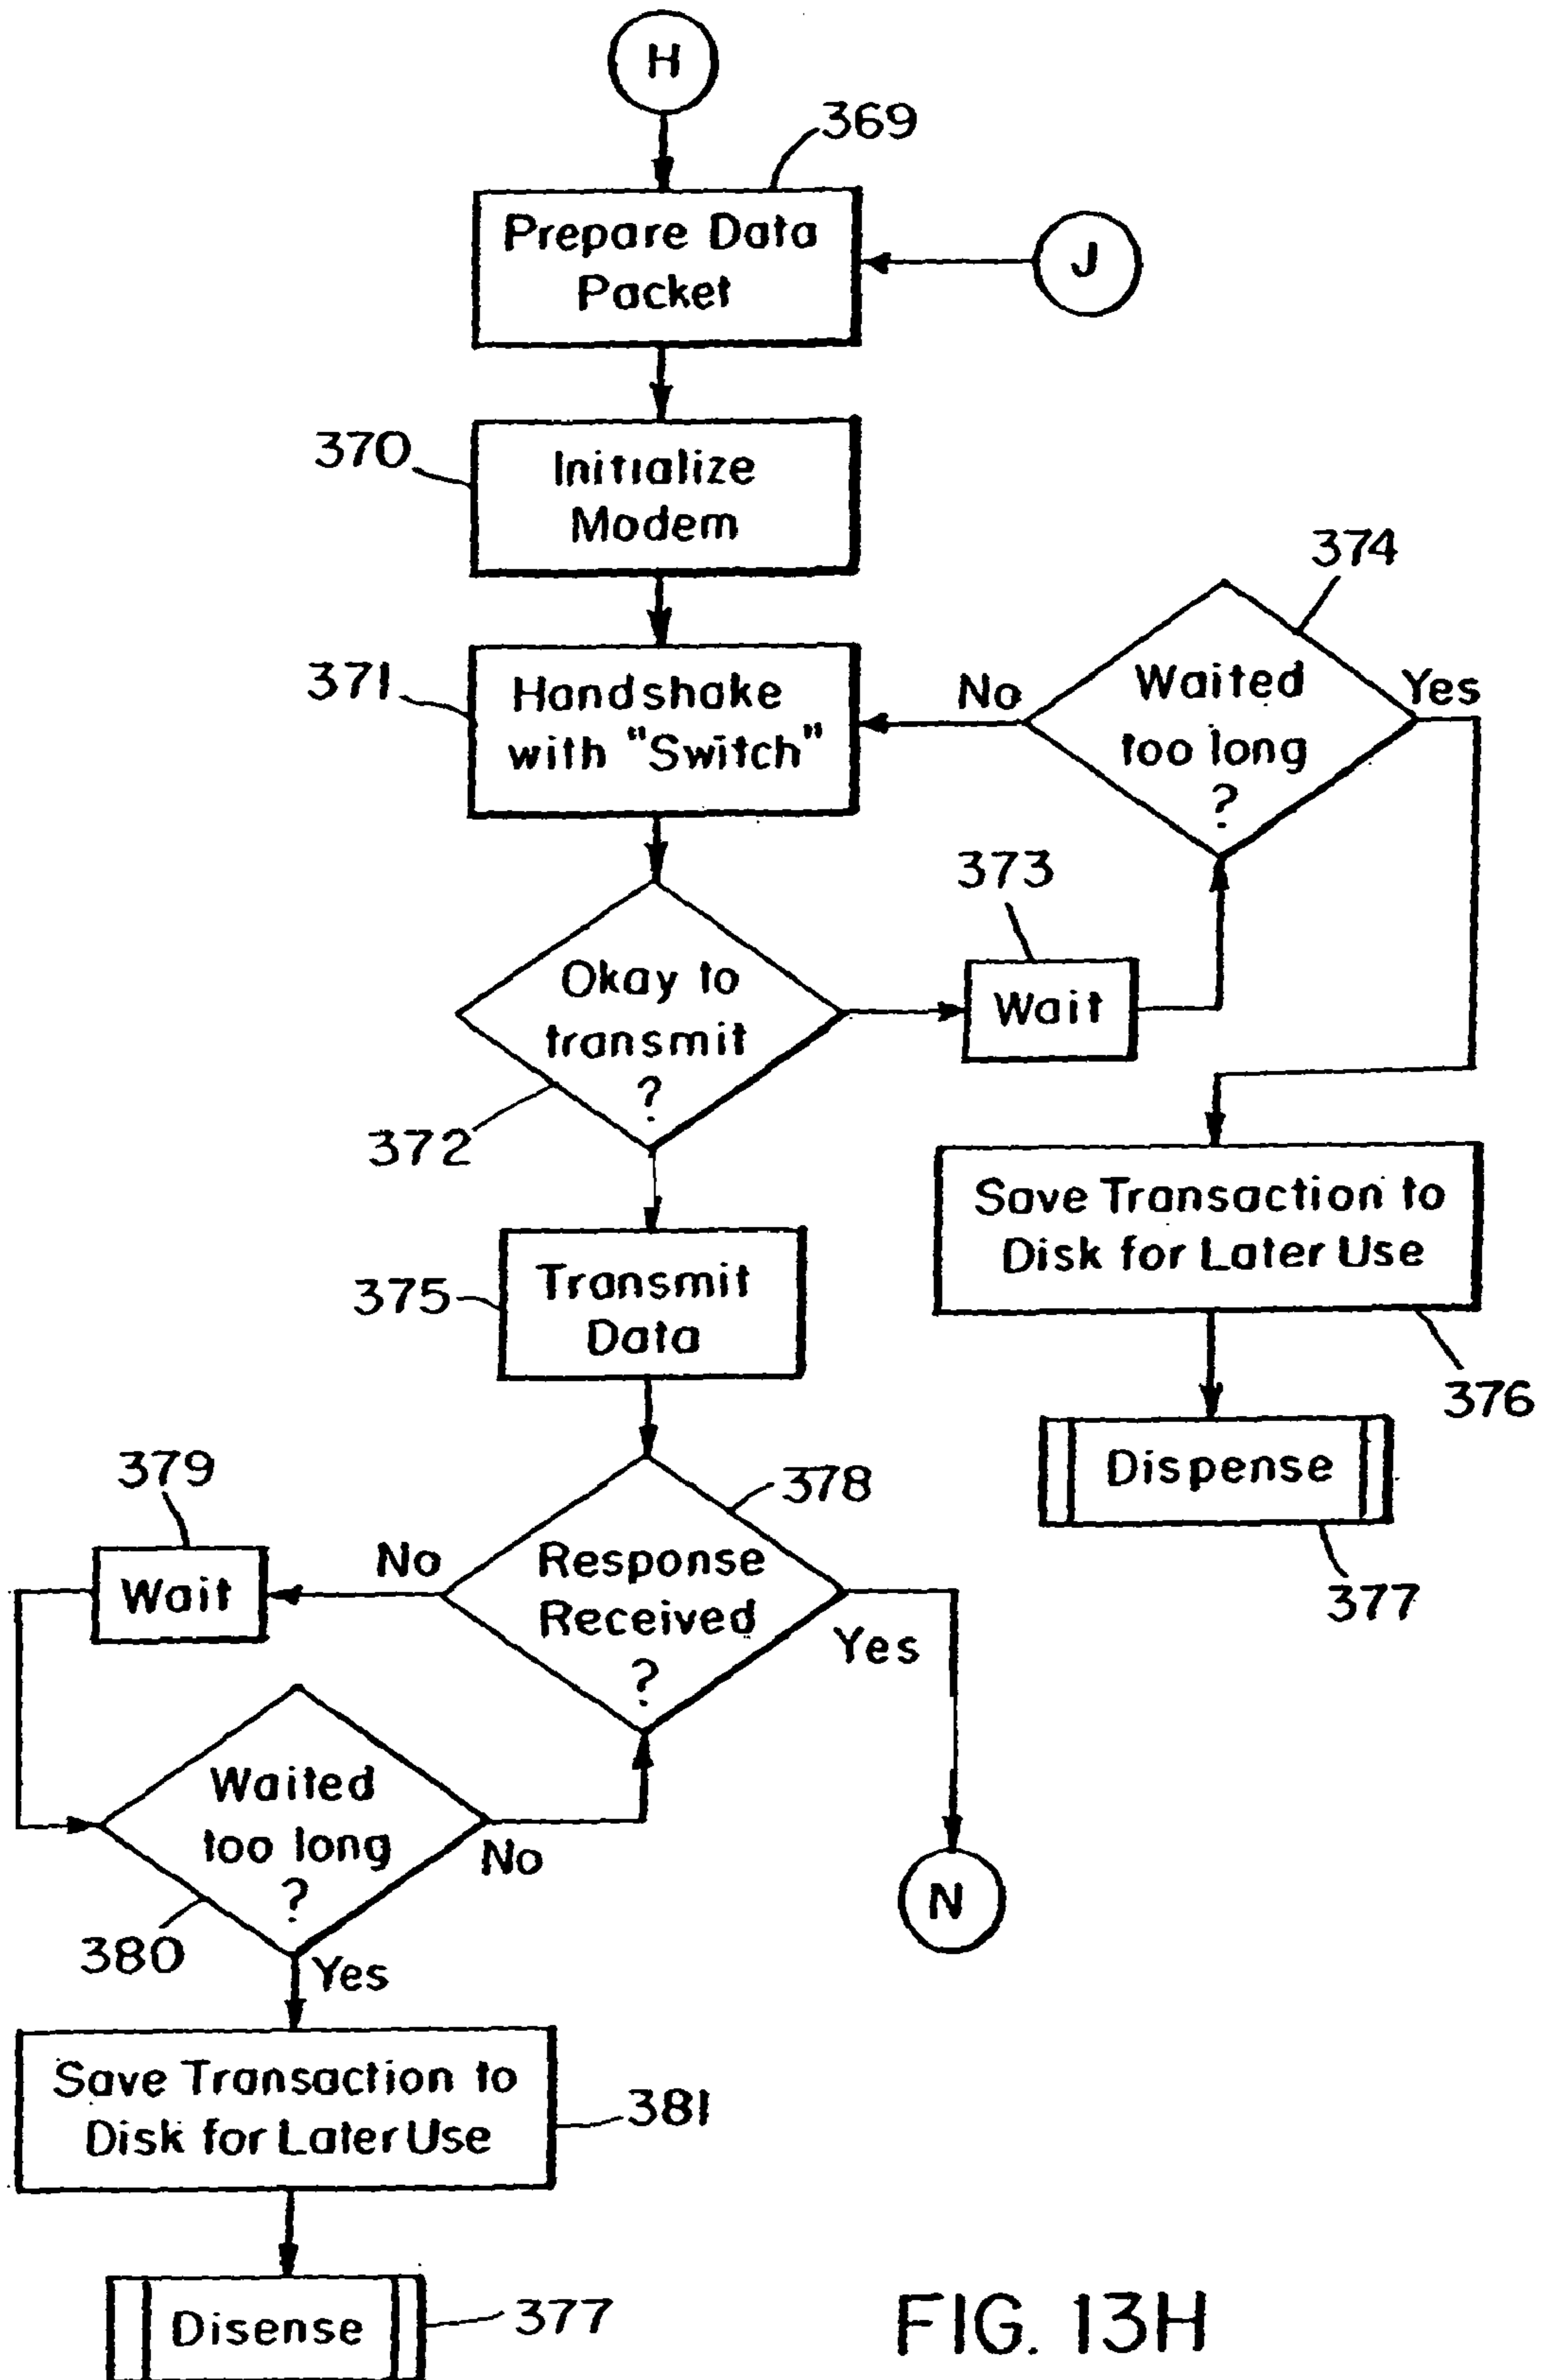 H
369
Prepare Data
Packet
J
370
Initialize
Modem
374
371
Handshake
with "Switch"
No
Waited
too long
?
Yes
373
Okay to
transmit
?
Wait
372
Save Transaction to
Disk for Later Use
375
Transmit
Data
376
Dispense
377
379
378
Wait
No
Response
Received
?
Yes
Waited
too long
?
No
N
380
Yes
Save Transaction to
Disk for Later Use
381
Disense
377
FIG. 13H